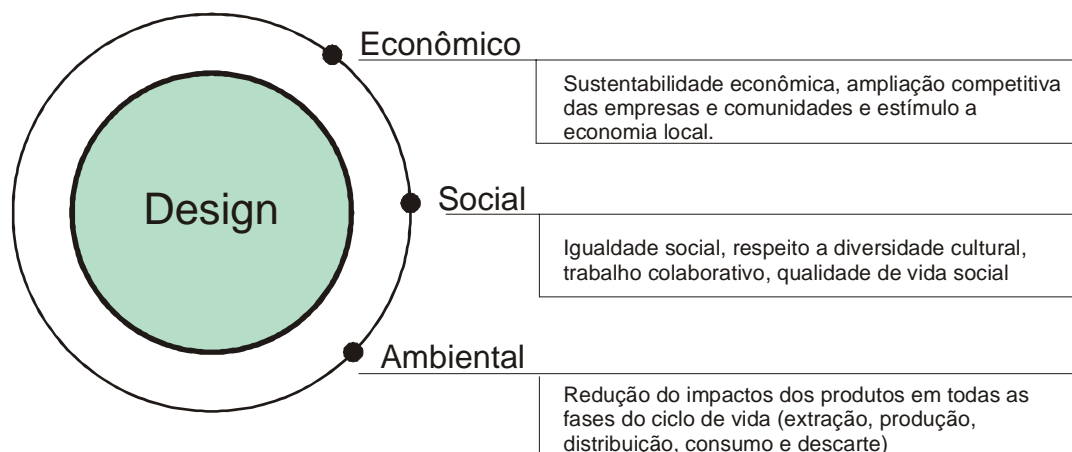 Econômico
Sustentabilidade econômica, ampliação competitiva
das empresas e comunidades e estímulo a
economia local.
Design
Social
Igualdade social, respeito a diversidade cultural,
trabalho colaborativo, qualidade de vida social
Ambiental
Redução do impactos dos produtos em todas as
fases do ciclo de vida (extração, produção,
distribuição, consumo e descarte)